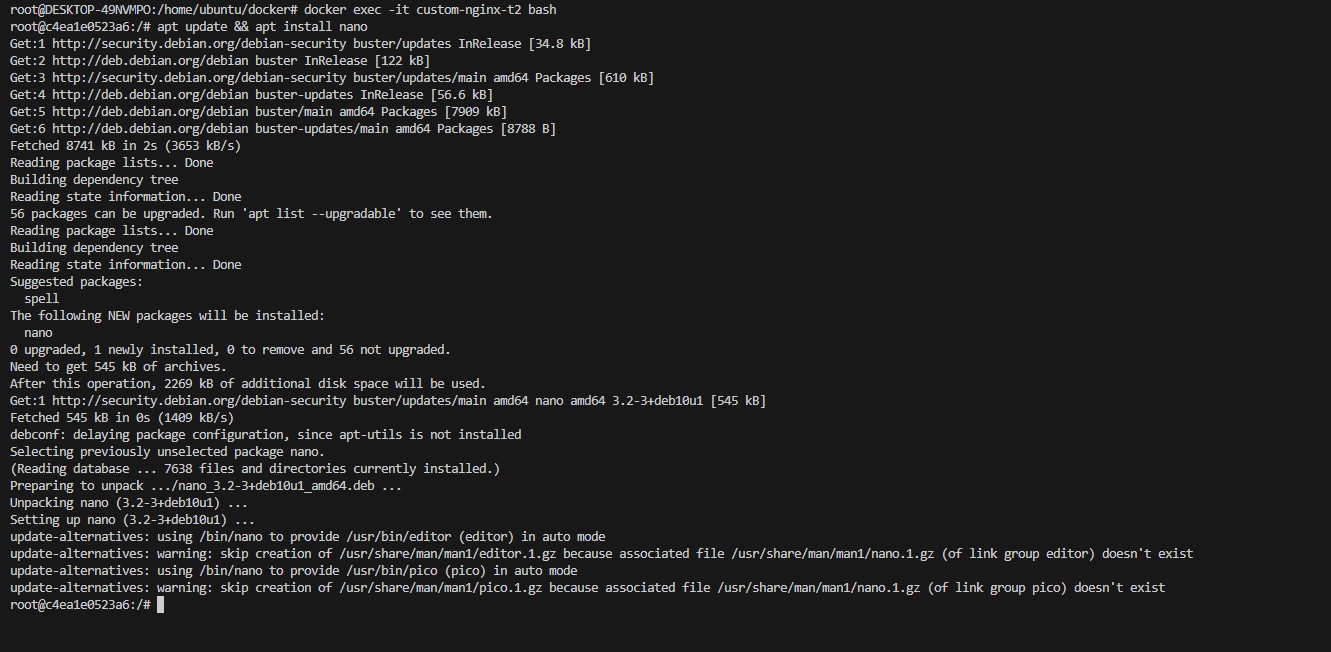 root@DESKTOP-49NVMPO:/home/ubuntu/docker# docker exec -it custom-nginx-t2 bash
root@c4ea1e0523a6:/# apt update && apt install nano
Get:1 http://security.debian.org/debian-security buster/updates InRelease [34.8 kB]
Get:2 http://deb.debian.org/debian buster InRelease [122 kB]
Get:3 http://security.debian.org/debian-security buster/updates/main amd64 Packages [610 kB]
Get:4 http://deb.debian.org/debian buster-updates InRelease [56.6 kB]
Get:5 http://deb.debian.org/debian buster/main amd64 Packages [7909 kB]
Get:6 http://deb.debian.org/debian buster-updates/main amd64 Packages [8788 B]
Fetched 8741 kB in 2s (3653 kB/s)
Reading package lists... Done
Building dependency tree
Reading state information... Done
56 packages can be upgraded. Run 'apt list --upgradable' to see them.
Reading package lists... Done
Building dependency tree
Reading state information... Done
Suggested packages:
  spell
The following NEW packages will be installed:
  nano
0 upgraded, 1 newly installed, 0 to remove and 56 not upgraded.
Need to get 545 kB of archives.
After this operation, 2269 kB of additional disk space will be used.
Get:1 http://security.debian.org/debian-security buster/updates/main amd64 nano amd64 3.2-3+deb10u1 [545 kB]
Fetched 545 kB in 0s (1409 kB/s)
debconf: delaying package configuration, since apt-utils is not installed
Selecting previously unselected package nano.
(Reading database ... 7638 files and directories currently installed.)
Preparing to unpack .../nano_3.2-3+deb10u1_amd64.deb ...
Unpacking nano (3.2-3+deb10u1) ...
Setting up nano (3.2-3+deb10u1) ...
update-alternatives: using /bin/nano to provide /usr/bin/editor (editor) in auto mode
update-alternatives: warning: skip creation of /usr/share/man/man1/editor.1.gz because associated file /usr/share/man/man1/nano.1.gz (of link group editor) doesn't exist
update-alternatives: using /bin/nano to provide /usr/bin/pico (pico) in auto mode
update-alternatives: warning: skip creation of /usr/share/man/man1/pico.1.gz because associated file /usr/share/man/man1/nano.1.gz (of link group pico) doesn't exist
root@c4ea1e0523a6:/#